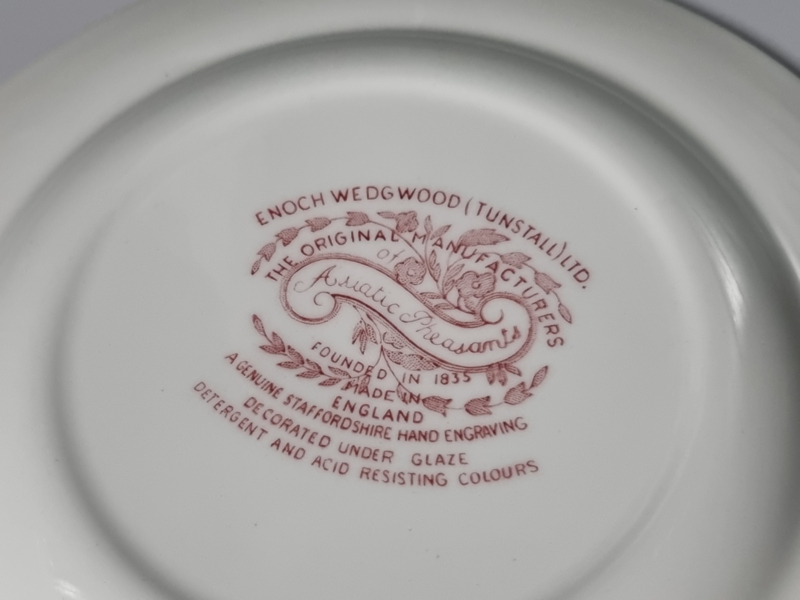 ENOCH WEDGWOOD (TUNSTALL) LTD.
THE ORIGINAL MANUFACTURERS
of
Asiatic Pheasants
FOUNDED IN 1835
MADE IN
ENGLAND
A GENUINE STAFFORDSHIRE HAND ENGRAVING
DECORATED UNDER GLAZE
DETERGENT AND ACID RESISTING COLOURS